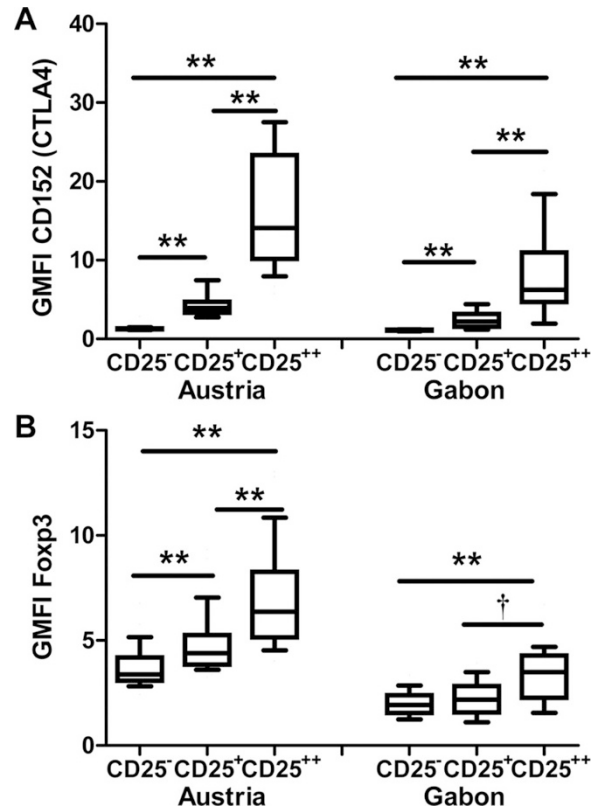 A
GMFI CD152 (CTLA4)
40
30
20
10
0
**
**
**
**
**
**
CD25⁻ CD25⁺ CD25⁺⁺
CD25⁻ CD25⁺ CD25⁺⁺
Austria
Gabon
B
GMFI Foxp3
15
10
5
0
**
**
**
**
†
CD25⁻ CD25⁺ CD25⁺⁺
CD25⁻ CD25⁺ CD25⁺⁺
Austria
Gabon